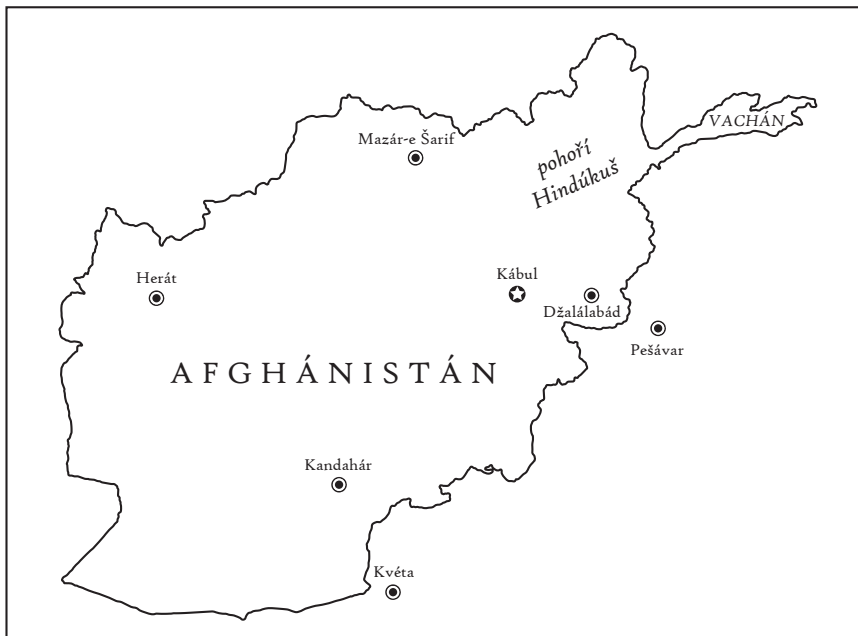 VACHÁN
Mazár-e Šarif
pohoří
Hindúkuš
Herát
Kábul
Džalálabád
Pešávar
AFGHÁNISTÁN
Kandahár
Kvéta